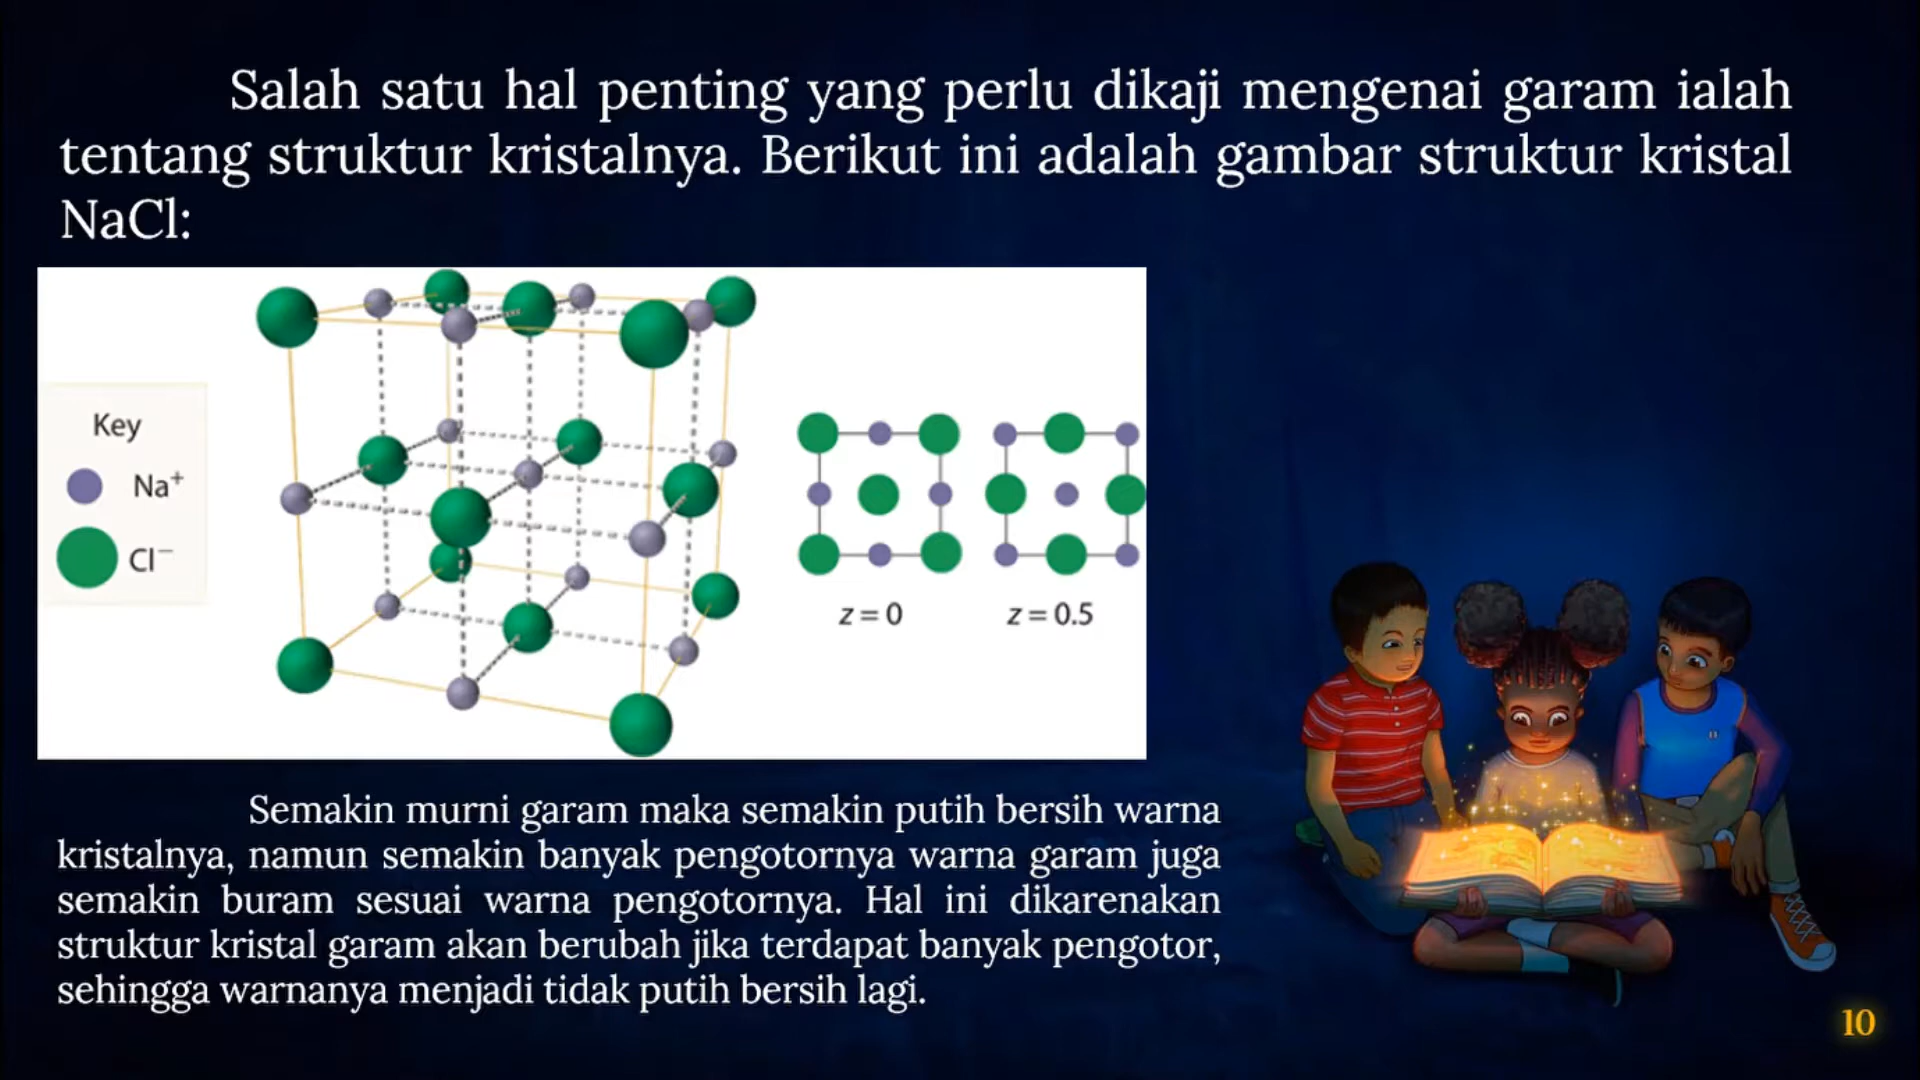 Salah satu hal penting yang perlu dikaji mengenai garam ialah
tentang struktur kristalnya. Berikut ini adalah gambar struktur kristal
NaCl:
Key
Na⁺
Cl⁻
z = 0
z = 0.5
Semakin murni garam maka semakin putih bersih warna
kristalnya, namun semakin banyak pengotornya warna garam juga
semakin buram sesuai warna pengotornya. Hal ini dikarenakan
struktur kristal garam akan berubah jika terdapat banyak pengotor,
sehingga warnanya menjadi tidak putih bersih lagi.
10